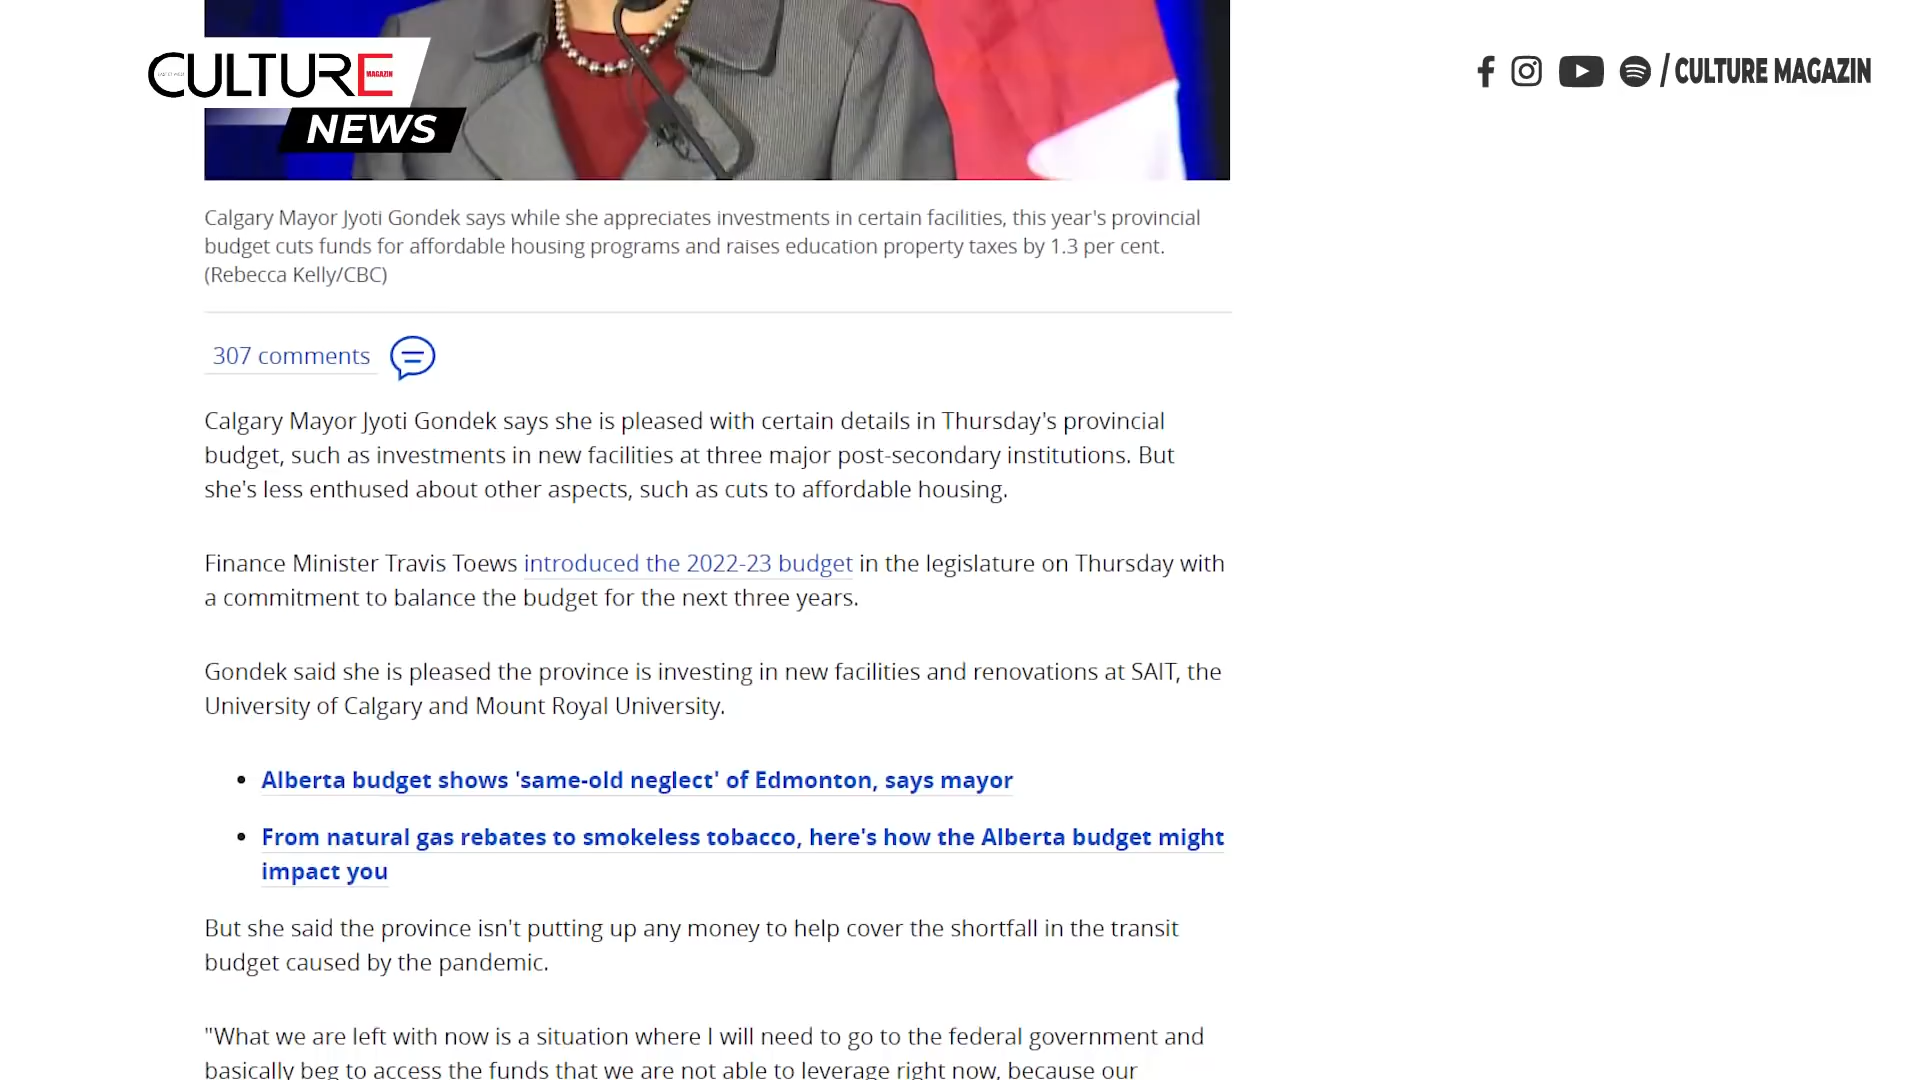 CULTURE
MAGAZIN
NEWS
/ CULTURE MAGAZIN
Calgary Mayor Jyoti Gondek says while she appreciates investments in certain facilities, this year's provincial
budget cuts funds for affordable housing programs and raises education property taxes by 1.3 per cent.
(Rebecca Kelly/CBC)
307 comments
Calgary Mayor Jyoti Gondek says she is pleased with certain details in Thursday's provincial
budget, such as investments in new facilities at three major post-secondary institutions. But
she's less enthused about other aspects, such as cuts to affordable housing.
Finance Minister Travis Toews introduced the 2022-23 budget in the legislature on Thursday with
a commitment to balance the budget for the next three years.
Gondek said she is pleased the province is investing in new facilities and renovations at SAIT, the
University of Calgary and Mount Royal University.
• Alberta budget shows 'same-old neglect' of Edmonton, says mayor
• From natural gas rebates to smokeless tobacco, here's how the Alberta budget might
impact you
But she said the province isn't putting up any money to help cover the shortfall in the transit
budget caused by the pandemic.
"What we are left with now is a situation where I will need to go to the federal government and
basically beg to access the funds that we are not able to leverage right now, because our